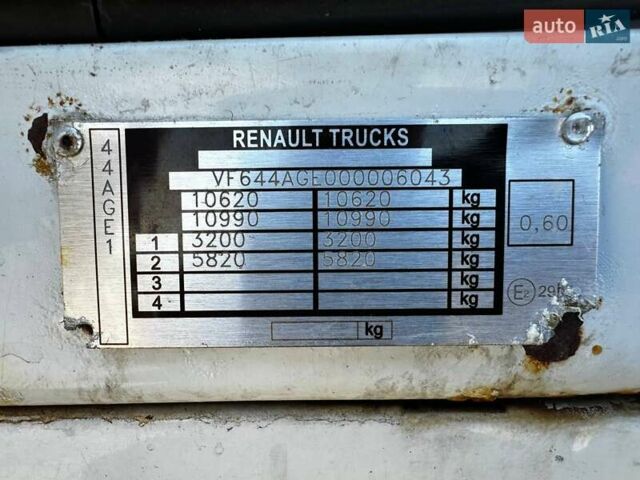 auto RIA .com
RENAULT TRUCKS
VF644AGE000006043
10620 10620 kg
10990 10990 kg
1 3200 3200 kg
2 5820 5820 kg
3 kg
4 kg
kg
44AGE1
0,60
E2